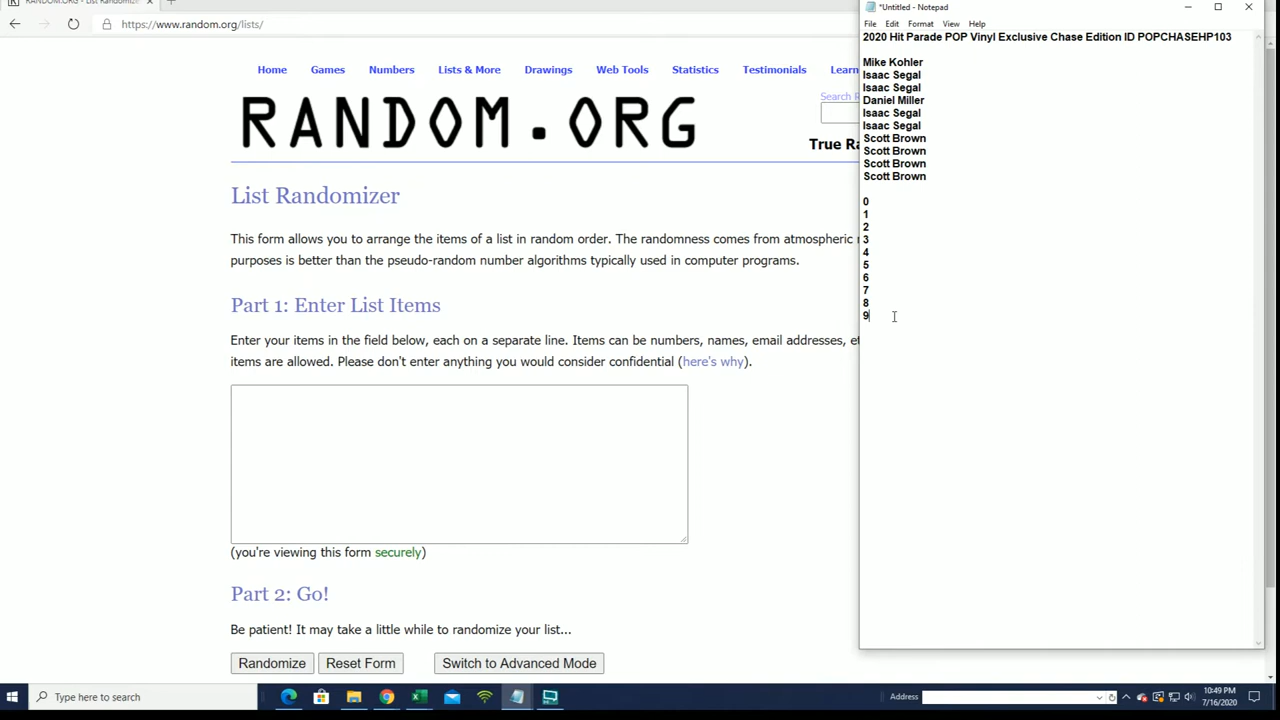 RANDOM.ORG - List Randomiz
https://www.random.org/lists/
Home Games Numbers Lists & More Drawings Web Tools Statistics Testimonials Learn
Search R
RANDOM.ORG
True Ra
List Randomizer
This form allows you to arrange the items of a list in random order. The randomness comes from atmospheric
purposes is better than the pseudo-random number algorithms typically used in computer programs.
Part 1: Enter List Items
Enter your items in the field below, each on a separate line. Items can be numbers, names, email addresses, et
items are allowed. Please don't enter anything you would consider confidential (here's why).
(you're viewing this form securely)
Part 2: Go!
Be patient! It may take a little while to randomize your list...
Randomize Reset Form Switch to Advanced Mode
*Untitled - Notepad
File Edit Format View Help
2020 Hit Parade POP Vinyl Exclusive Chase Edition ID POPCHASEHP103
Mike Kohler
Isaac Segal
Isaac Segal
Daniel Miller
Isaac Segal
Isaac Segal
Scott Brown
Scott Brown
Scott Brown
Scott Brown
0
1
2
3
4
5
6
7
8
9
Type here to search
Address
10:49 PM
7/16/2020